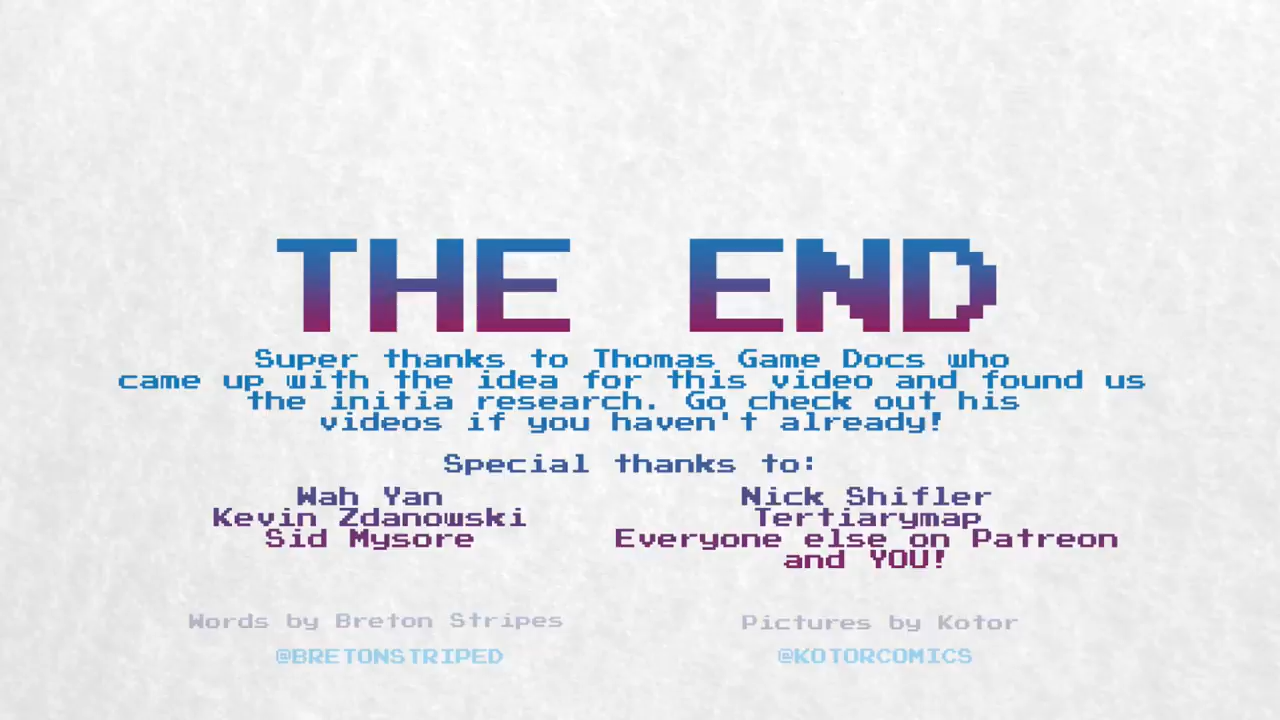 THE END
Super thanks to Thomas Game Docs who
came up with the idea for this video and found us
the initia research. Go check out his
videos if you haven't already!
Special thanks to:
Wah Yan
Kevin Zdanowski
Sid Mysore
Nick Shifler
Tertiarymap
Everyone else on Patreon
and YOU!
Words by Breton Stripes
@BRETONSTRIPED
Pictures by Kotor
@KOTORCOMICS